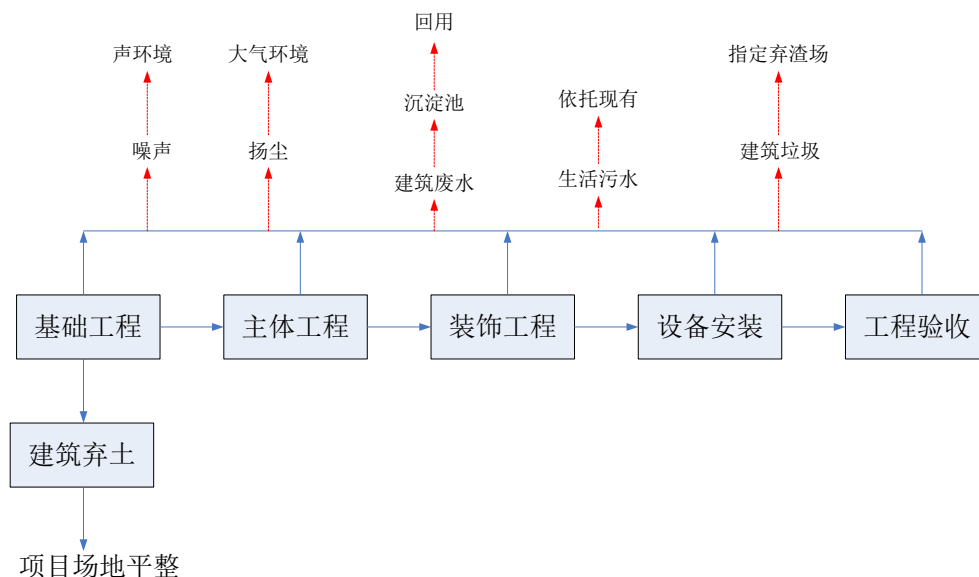 回用
声环境
大气环境
指定弃渣场
沉淀池
依托现有
噪声
扬尘
建筑垃圾
建筑废水
生活污水
基础工程
主体工程
装饰工程
设备安装
工程验收
建筑弃土
项目场地平整